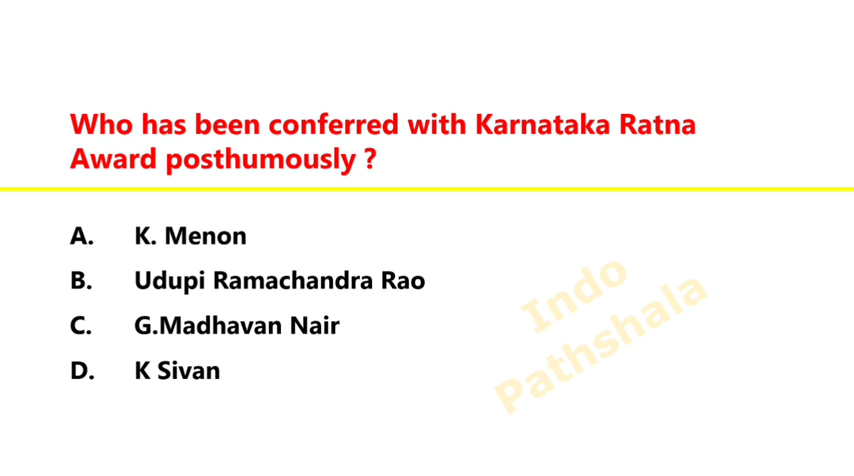 Who has been conferred with Karnataka Ratna
Award posthumously ?
A. K. Menon
B. Udupi Ramachandra Rao
C. G.Madhavan Nair
D. K Sivan
Indo
Pathshala